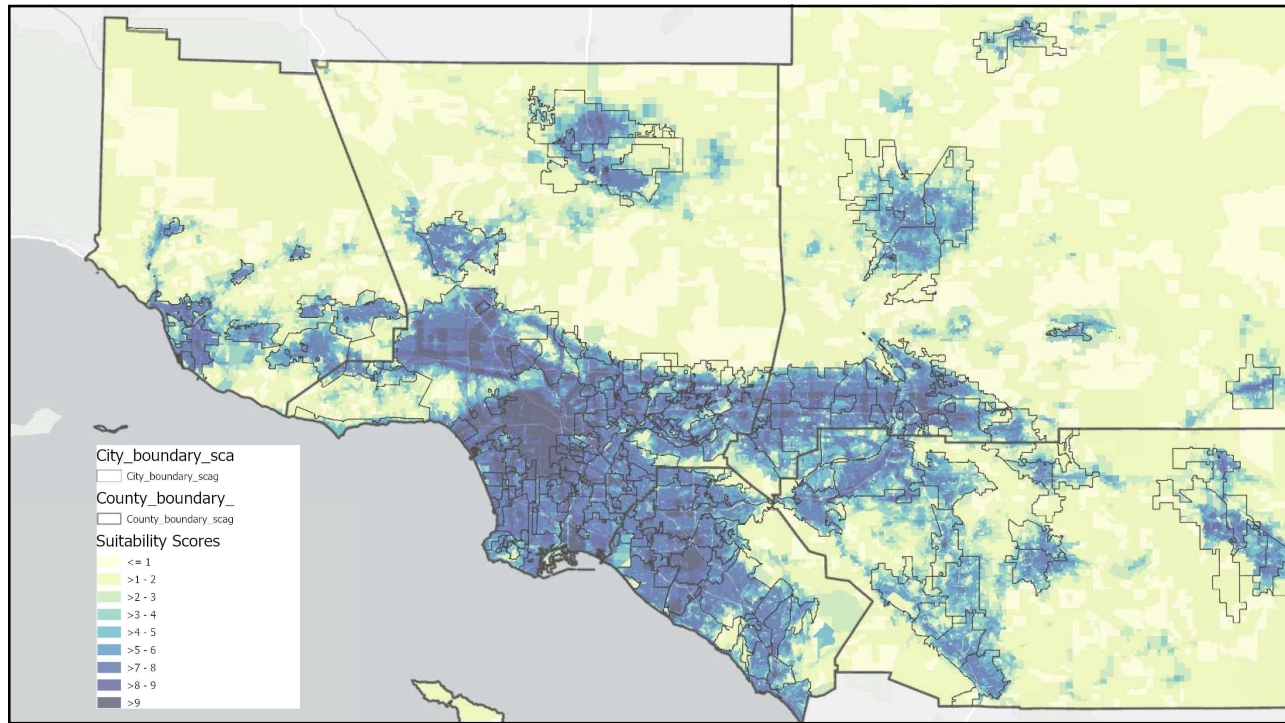 City_boundary_sca
City_boundary_scag
County_boundary_
County_boundary_scag
Suitability Scores
<= 1
>1 - 2
>2 - 3
>3 - 4
>4 - 5
>5 - 6
>7 - 8
>8 - 9
>9